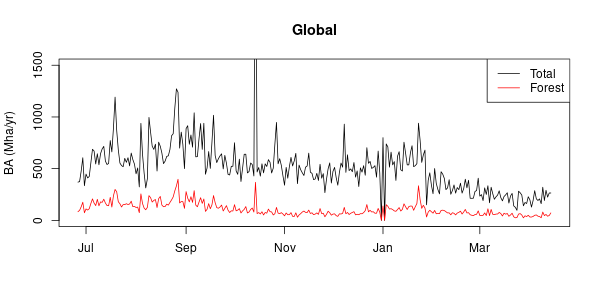 Global
BA (Mha/yr)
1500
1000
500
0
Total
Forest
Jul
Sep
Nov
Jan
Mar